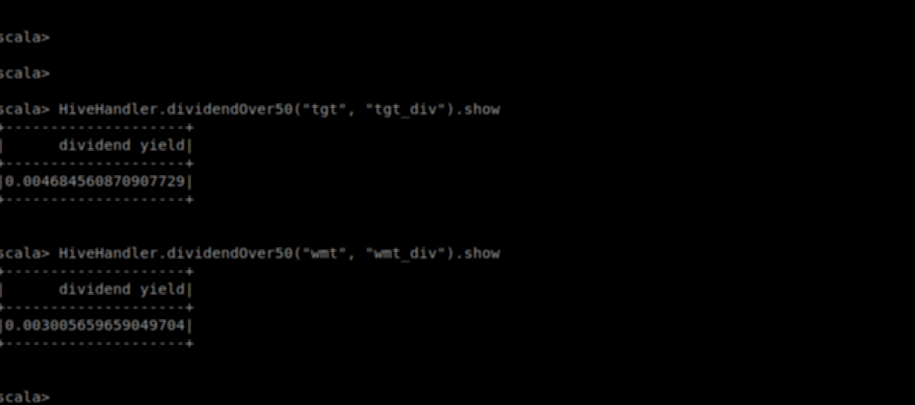 scala>
scala>
scala> HiveHandler.dividendOver50("tgt", "tgt_div").show
+--------------------+
|      dividend yield|
+--------------------+
|0.004684560870907729|
+--------------------+
scala> HiveHandler.dividendOver50("wmt", "wmt_div").show
+--------------------+
|      dividend yield|
+--------------------+
|0.003005659659049704|
+--------------------+
scala>